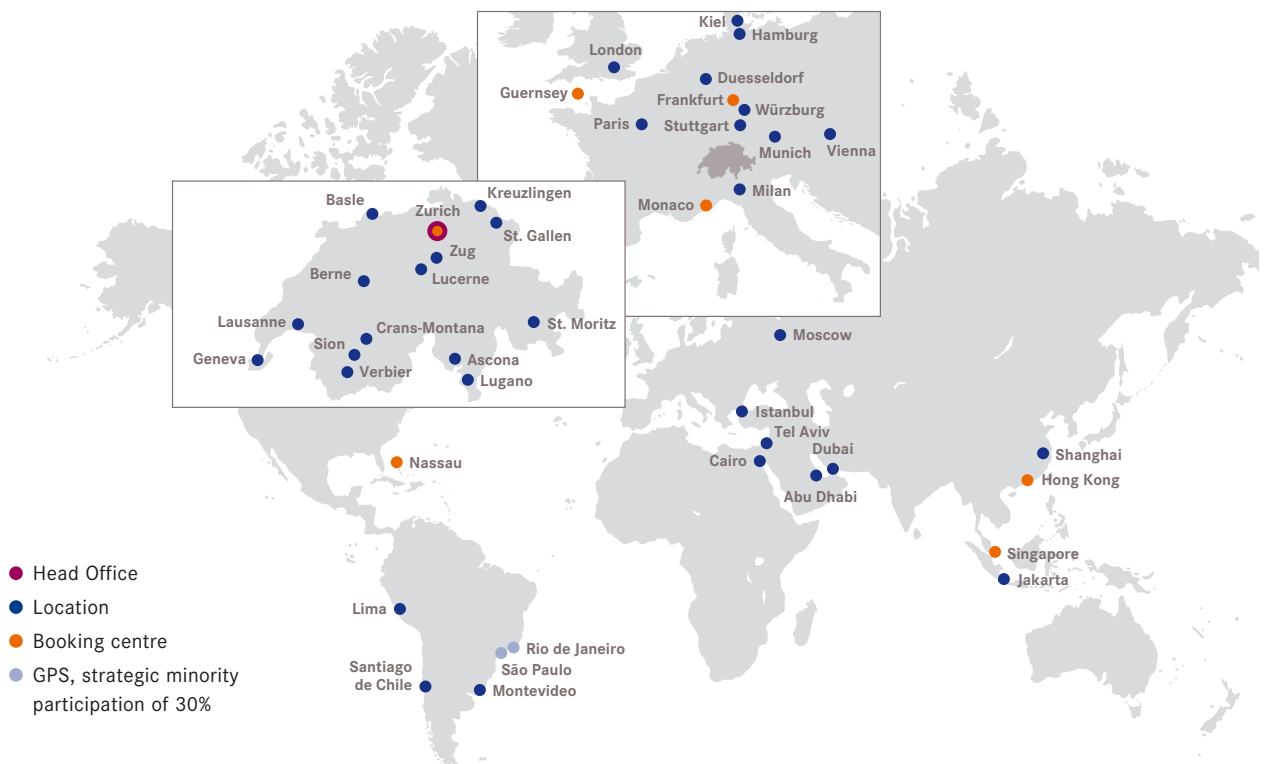 Kiel
Hamburg
London
Duesseldorf
Guernsey
Frankfurt
Würzburg
Paris
Stuttgart
Munich
Vienna
Milan
Monaco
Basle
Kreuzlingen
Zurich
St. Gallen
Zug
Berne
Lucerne
Lausanne
Crans-Montana
St. Moritz
Sion
Geneva
Ascona
Verbier
Lugano
Moscow
Istanbul
Tel Aviv
Dubai
Cairo
Abu Dhabi
Shanghai
Hong Kong
Nassau
Singapore
Jakarta
Lima
Rio de Janeiro
São Paulo
Santiago
de Chile
Montevideo
Head Office
Location
Booking centre
GPS, strategic minority
participation of 30%